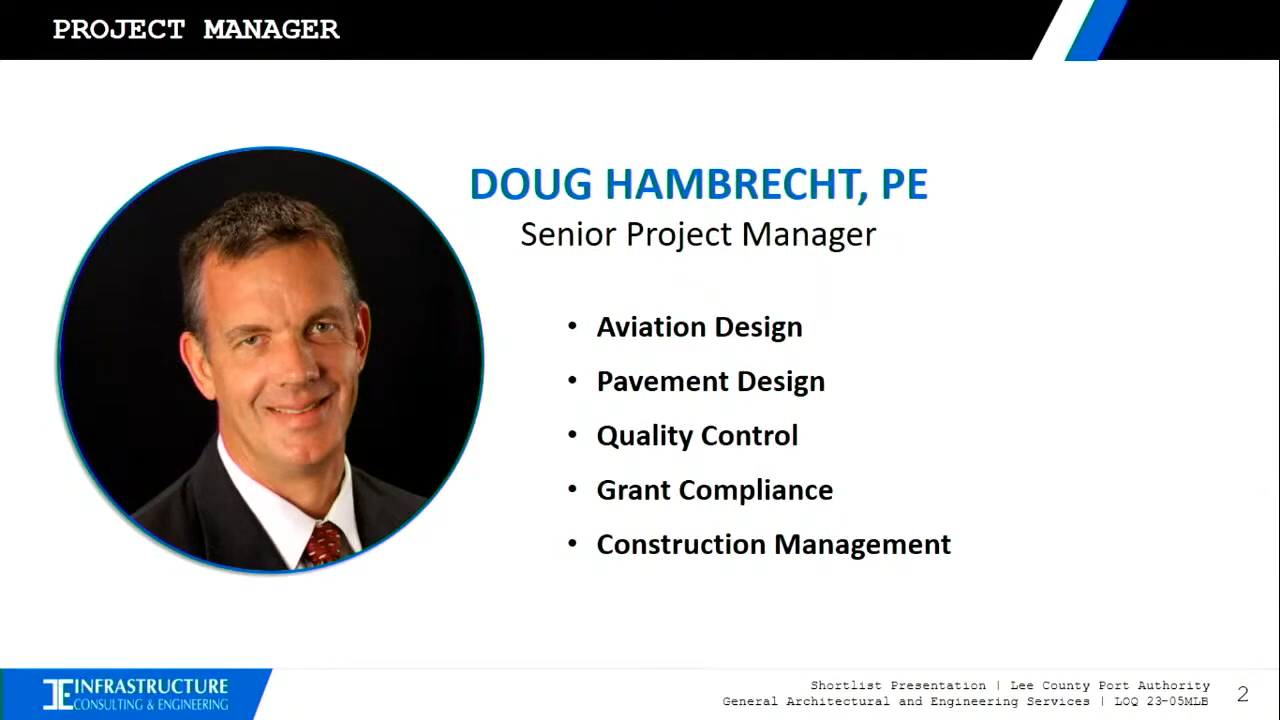 PROJECT MANAGER
DOUG HAMBRECHT, PE
Senior Project Manager
• Aviation Design
• Pavement Design
• Quality Control
• Grant Compliance
• Construction Management
IE INFRASTRUCTURE
CONSULTING & ENGINEERING
Shortlist Presentation | Lee County Port Authority
General Architectural and Engineering Services | LOQ 23-05MLB
2